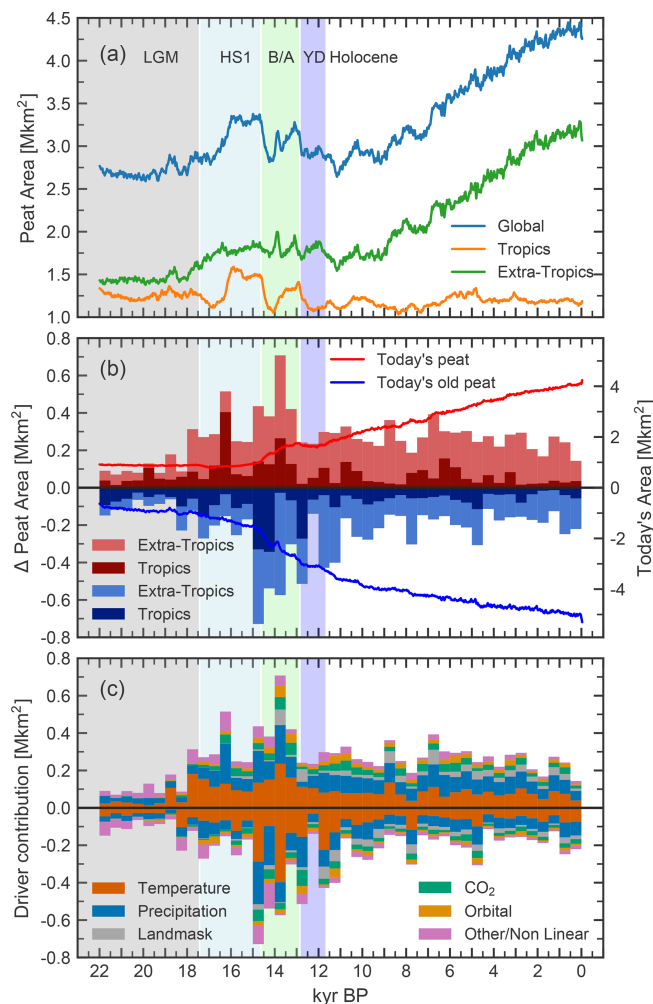 (a)
LGM HS1 B/A YD Holocene
Peat Area [Mkm²]
4.5
4.0
3.5
3.0
2.5
2.0
1.5
1.0
Global
Tropics
Extra-Tropics
(b)
Δ Peat Area [Mkm²]
0.8
0.6
0.4
0.2
0.0
-0.2
-0.4
-0.6
-0.8
Today's peat
Today's old peat
Extra-Tropics
Tropics
Extra-Tropics
Tropics
4
2
0
-2
-4
Today's Area [Mkm²]
(c)
Driver contribution [Mkm²]
0.8
0.6
0.4
0.2
0.0
-0.2
-0.4
-0.6
-0.8
Temperature
Precipitation
Landmask
CO₂
Orbital
Other/Non Linear
22 20 18 16 14 12 10 8 6 4 2 0
kyr BP